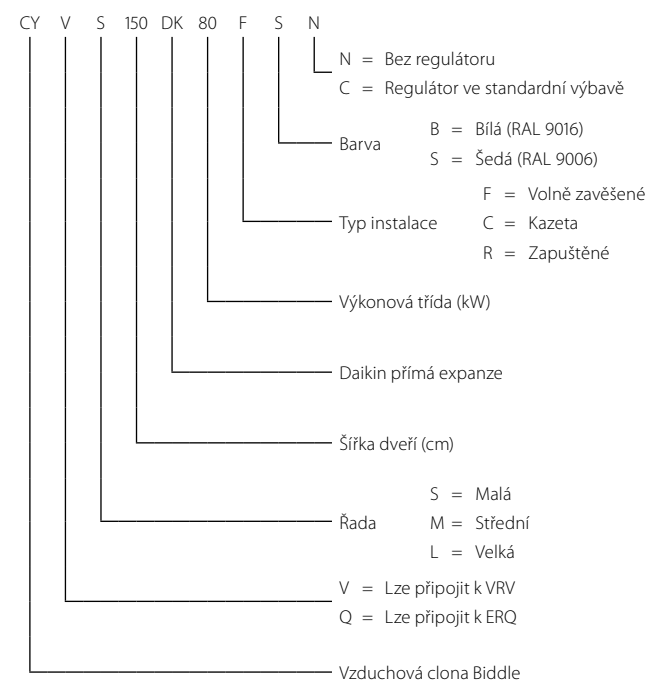 CY V S 150 DK 80 F S N
N = Bez regulátoru
C = Regulátor ve standardní výbavě
Barva
B = Bílá (RAL 9016)
S = Šedá (RAL 9006)
Typ instalace
F = Volně zavěšené
C = Kazeta
R = Zapuštěné
Výkonová třída (kW)
Daikin přímá expanze
Šířka dveří (cm)
Řada
S = Malá
M = Střední
L = Velká
V = Lze připojit k VRV
Q = Lze připojit k ERQ
Vzduchová clona Biddle